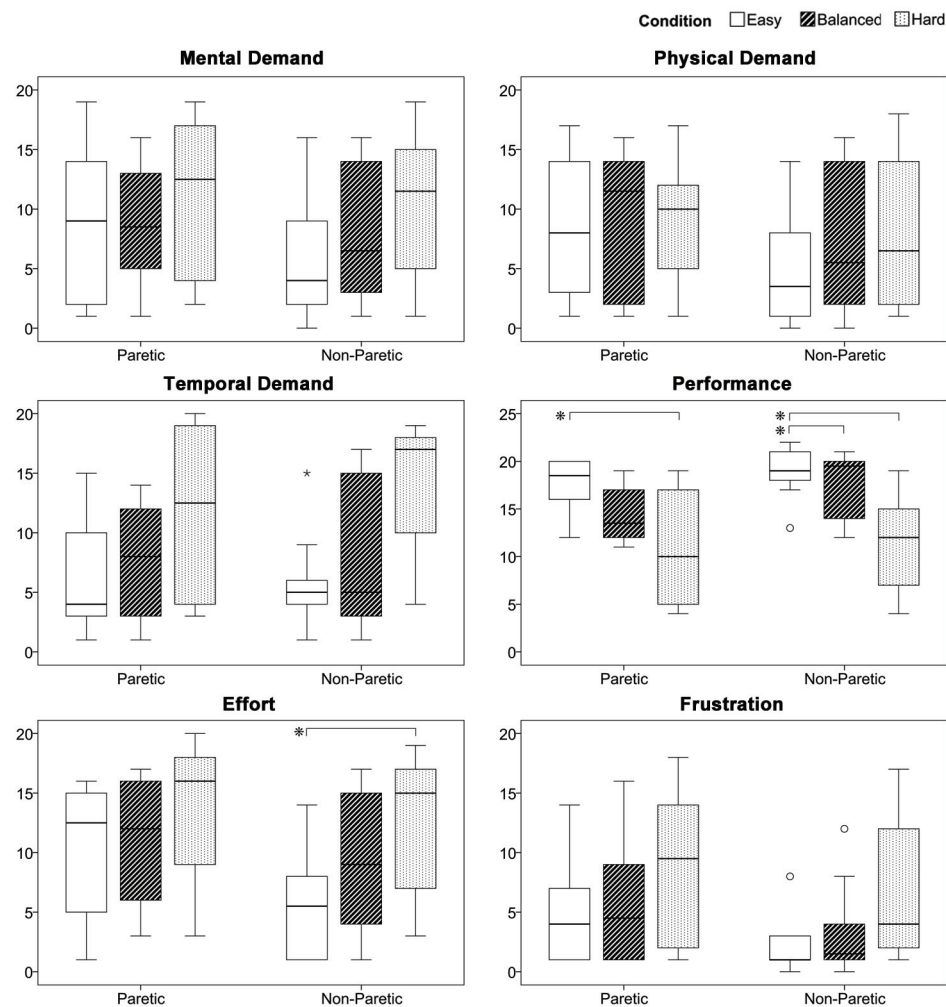 Condition Easy Balanced Hard
Mental Demand
20
15
10
5
0
Paretic Non-Paretic
Physical Demand
20
15
10
5
0
Paretic Non-Paretic
Temporal Demand
20
15
10
5
0
*
Paretic Non-Paretic
Performance
25
20
15
10
5
0
*
*
*
Paretic Non-Paretic
Effort
20
15
10
5
0
*
Paretic Non-Paretic
Frustration
20
15
10
5
0
Paretic Non-Paretic